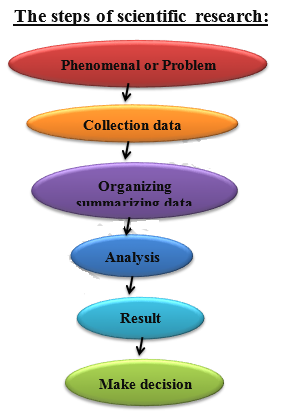 The steps of scientific research:
Phenomenal or Problem
Collection data
Organizing
summarizing data
Analysis
Result
Make decision